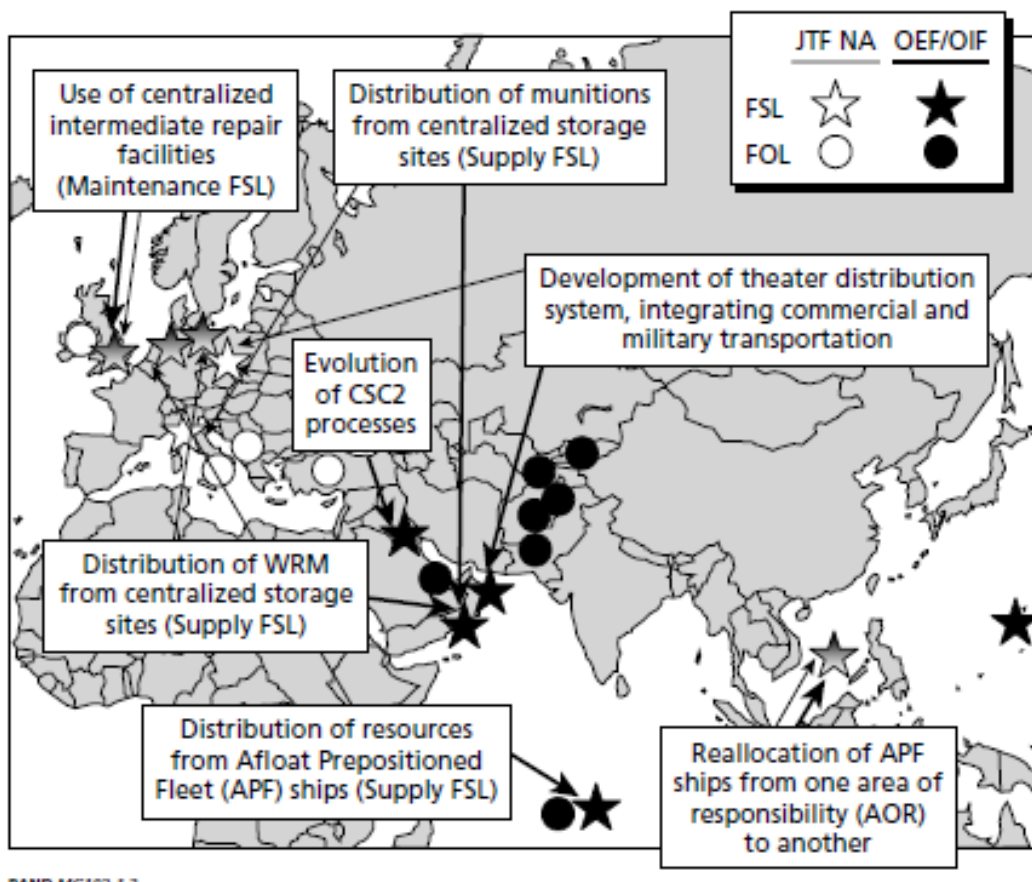 JTF NA OEF/OIF
FSL
FOL
Use of centralized
intermediate repair
facilities
(Maintenance FSL)
Distribution of munitions
from centralized storage
sites (Supply FSL)
Development of theater distribution
system, integrating commercial and
military transportation
Evolution
of CSC2
processes
Distribution of WRM
from centralized storage
sites (Supply FSL)
Distribution of resources
from Afloat Prepositioned
Fleet (APF) ships (Supply FSL)
Reallocation of APF
ships from one area of
responsibility (AOR)
to another